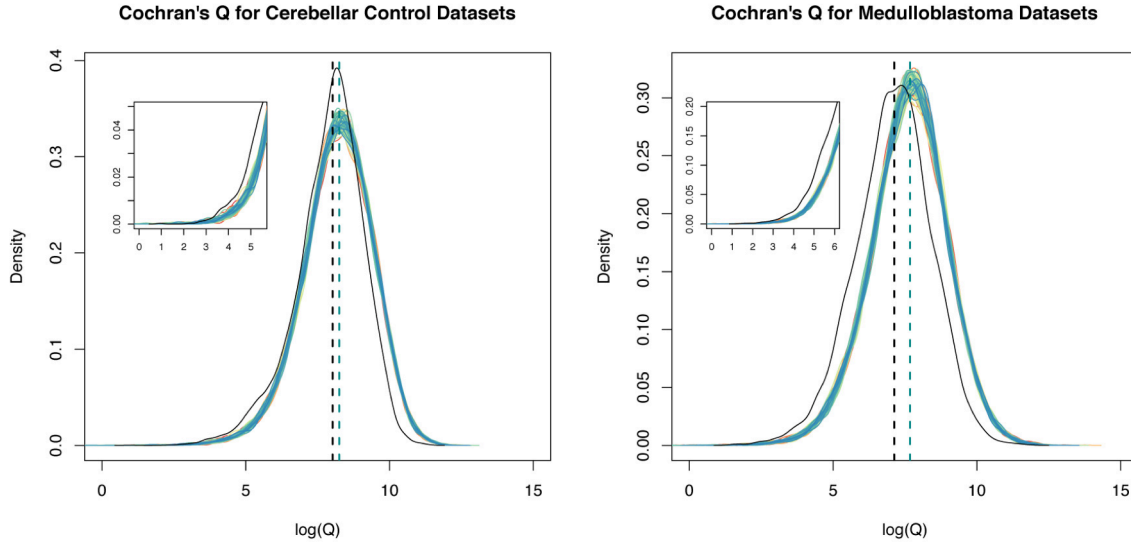 Cochran's Q for Cerebellar Control Datasets
Density
0.4
0.3
0.2
0.1
0.0
0.04
0.02
0.00
0 1 2 3 4 5
0 5 10 15
log(Q)
Cochran's Q for Medulloblastoma Datasets
Density
0.30
0.25
0.20
0.15
0.10
0.05
0.00
0.20
0.15
0.10
0.05
0.00
0 1 2 3 4 5 6
0 5 10 15
log(Q)